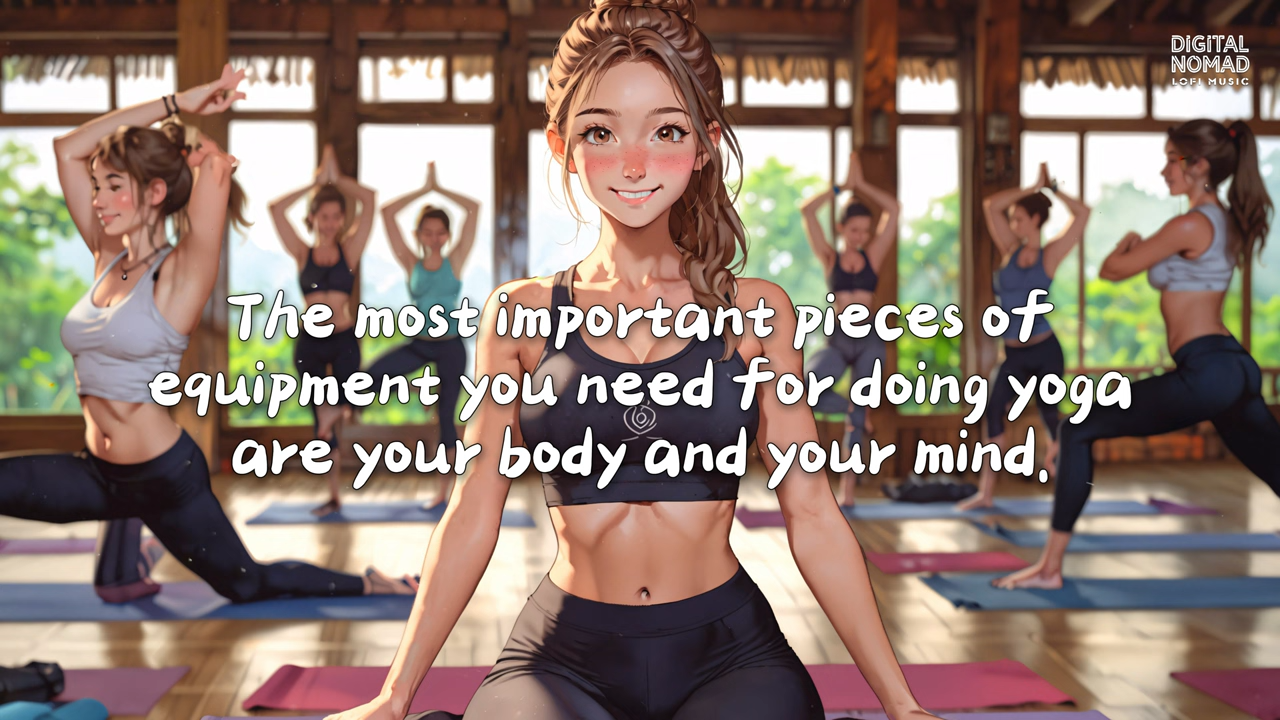 DIGITAL
NOMAD
LOFI MUSIC
The most important pieces of
equipment you need for doing yoga
are your body and your mind.